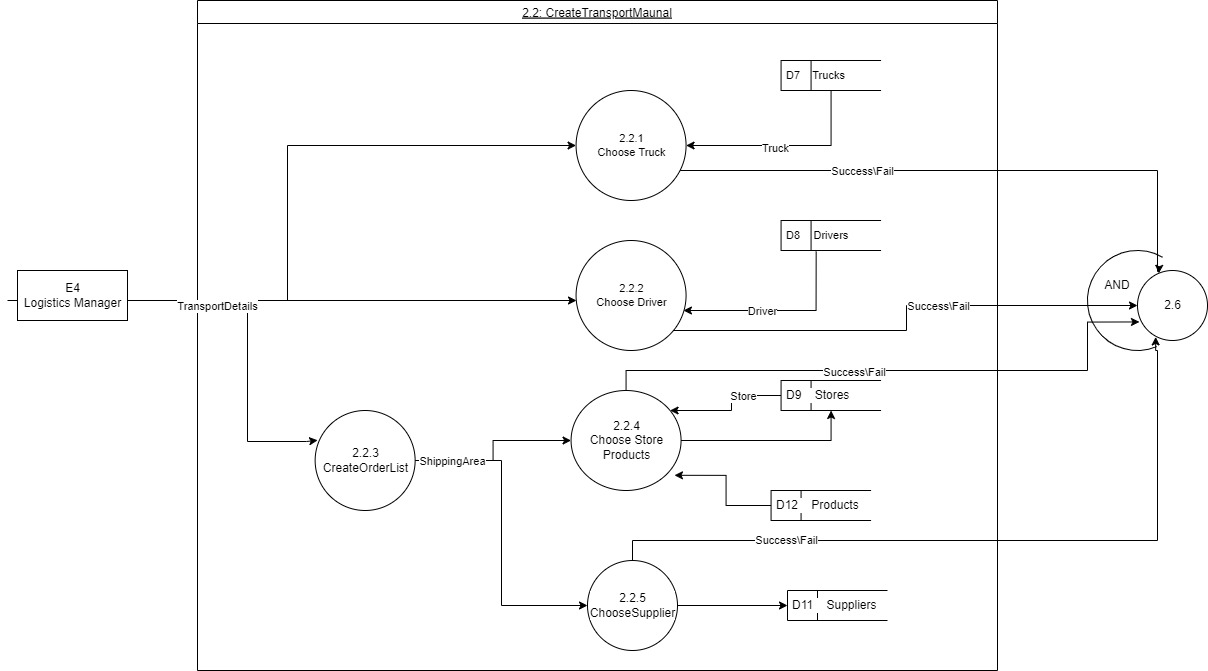 2.2: CreateTransportMaunal
D7 Trucks
2.2.1
Choose Truck
Truck
Success\Fail
D8 Drivers
E4
Logistics Manager
TransportDetails
2.2.2
Choose Driver
Driver
Success\Fail
AND
2.6
Success\Fail
Store
D9 Stores
2.2.3
CreateOrderList
ShippingArea
2.2.4
Choose Store
Products
D12 Products
Success\Fail
2.2.5
ChooseSupplier
D11 Suppliers